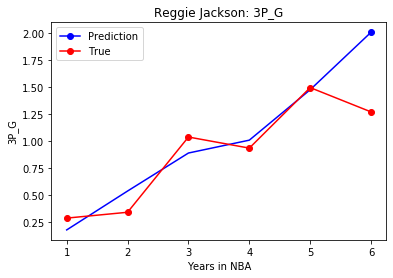 Reggie Jackson: 3P_G
Prediction
True
2.00
1.75
1.50
1.25
1.00
0.75
0.50
0.25
3P_G
1 2 3 4 5 6
Years in NBA